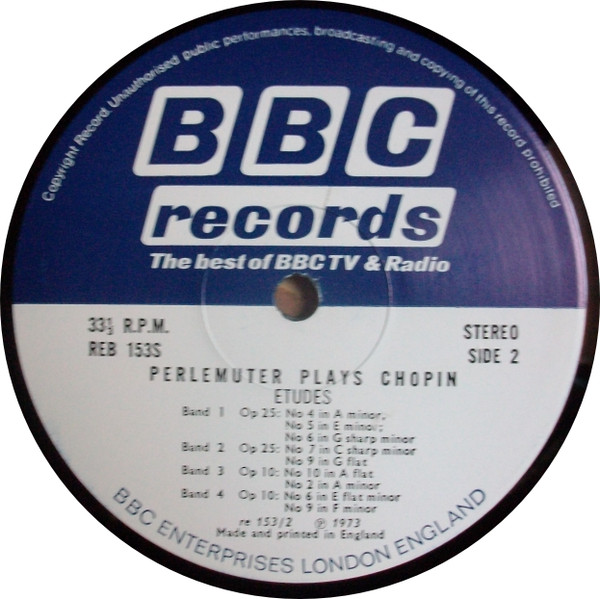 Copyright Record. Unauthorised public performances, broadcasting and copying of this record prohibited
BBC
records
The best of BBC TV & Radio
33⅓ R.P.M.
REB 153S
STEREO
SIDE 2
PERLEMUTER PLAYS CHOPIN
ETUDES
Band 1 Op 25: No 4 in A minor;
No 5 in E minor;
No 6 in G sharp minor
Band 2 Op 25: No 7 in C sharp minor
No 9 in G flat
Band 3 Op 10: No 10 in A flat
No 2 in A minor
Band 4 Op 10: No 6 in E flat minor
No 9 in F minor
re 153/2 Ⓟ 1973
Made and printed in England
BBC ENTERPRISES LONDON ENGLAND